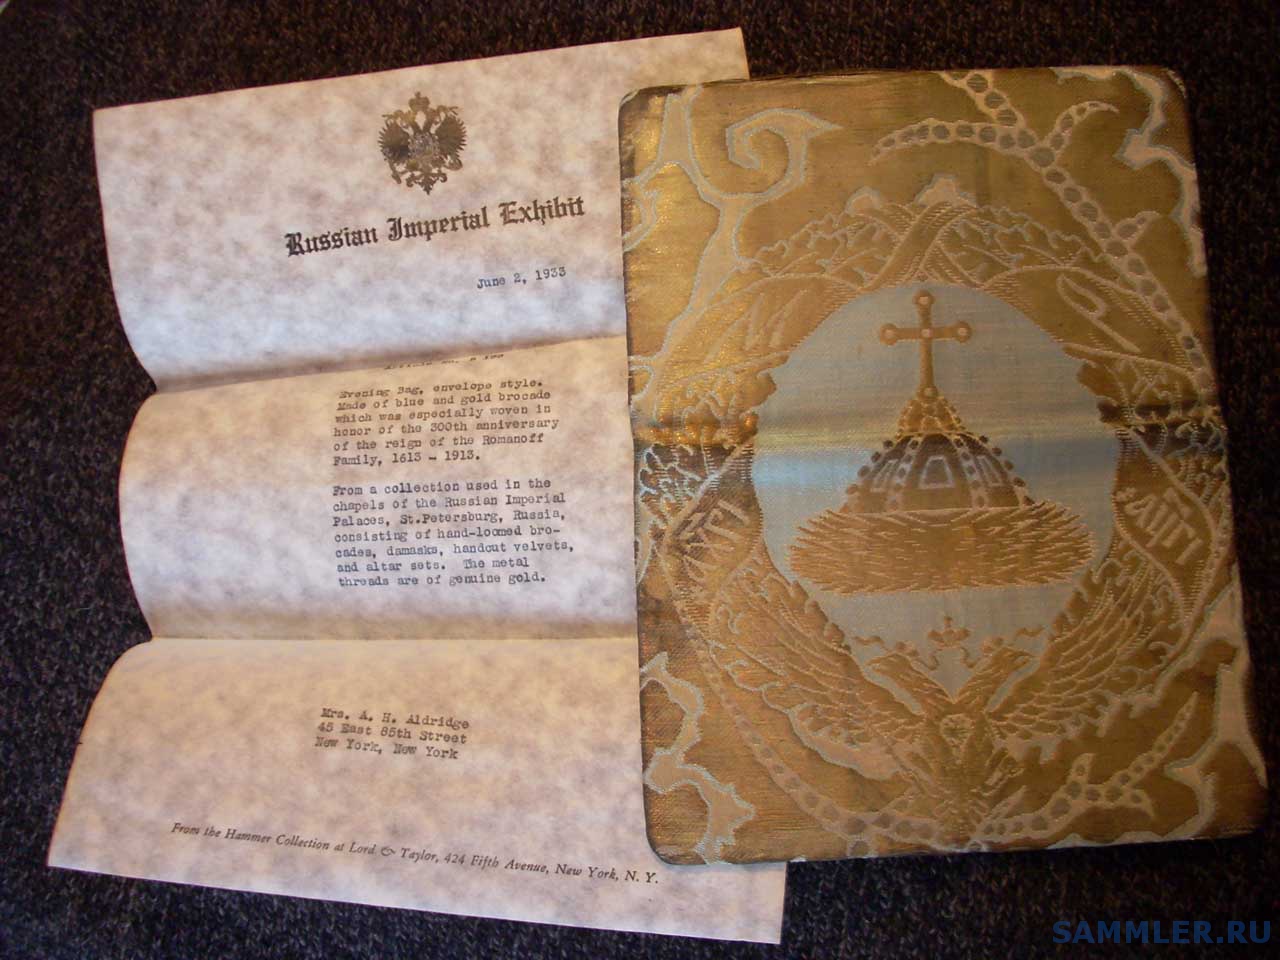 Russian Imperial Exhibit
June 2, 1933
Evening Bag, envelope style.
Made of blue and gold brocade
which was especially woven in
honor of the 300th anniversary
of the reign of the Romanoff
Family, 1613 - 1913.
From a collection used in the
chapels of the Russian Imperial
Palaces, St.Petersburg, Russia,
consisting of hand-loomed bro-
cades, damasks, handcut velvets,
and altar sets. The metal
threads are of genuine gold.
Mrs. A. H. Aldridge
45 East 85th Street
New York, New York
From the Hammer Collection at Lord & Taylor, 424 Fifth Avenue, New York, N. Y.
SAMMLER.RU